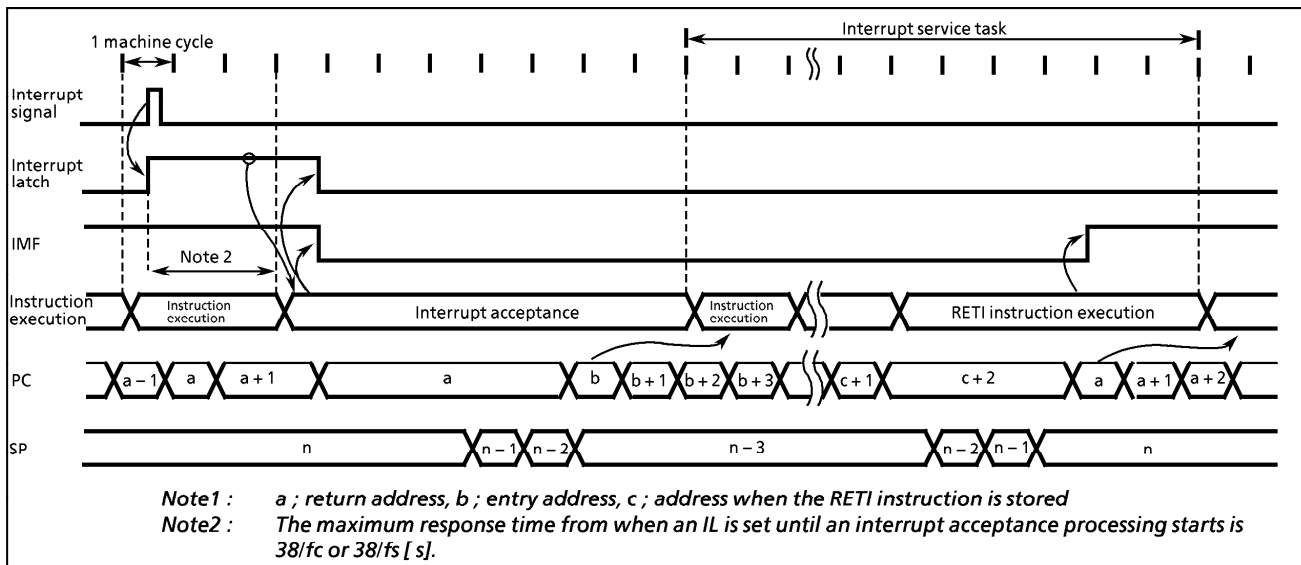 Interrupt service task
1 machine cycle
Interrupt
signal
Interrupt
latch
IMF
Note 2
Instruction
execution
Instruction
execution
Interrupt acceptance
Instruction
execution
RETI instruction execution
PC
a – 1
a
a + 1
a
b
b + 1
b + 2
b + 3
c + 1
c + 2
a
a + 1
a + 2
SP
n
n – 1
n – 2
n – 3
n – 2
n – 1
n
Note1 : a ; return address, b ; entry address, c ; address when the RETI instruction is stored
Note2 : The maximum response time from when an IL is set until an interrupt acceptance processing starts is
38/fc or 38/fs [ s].